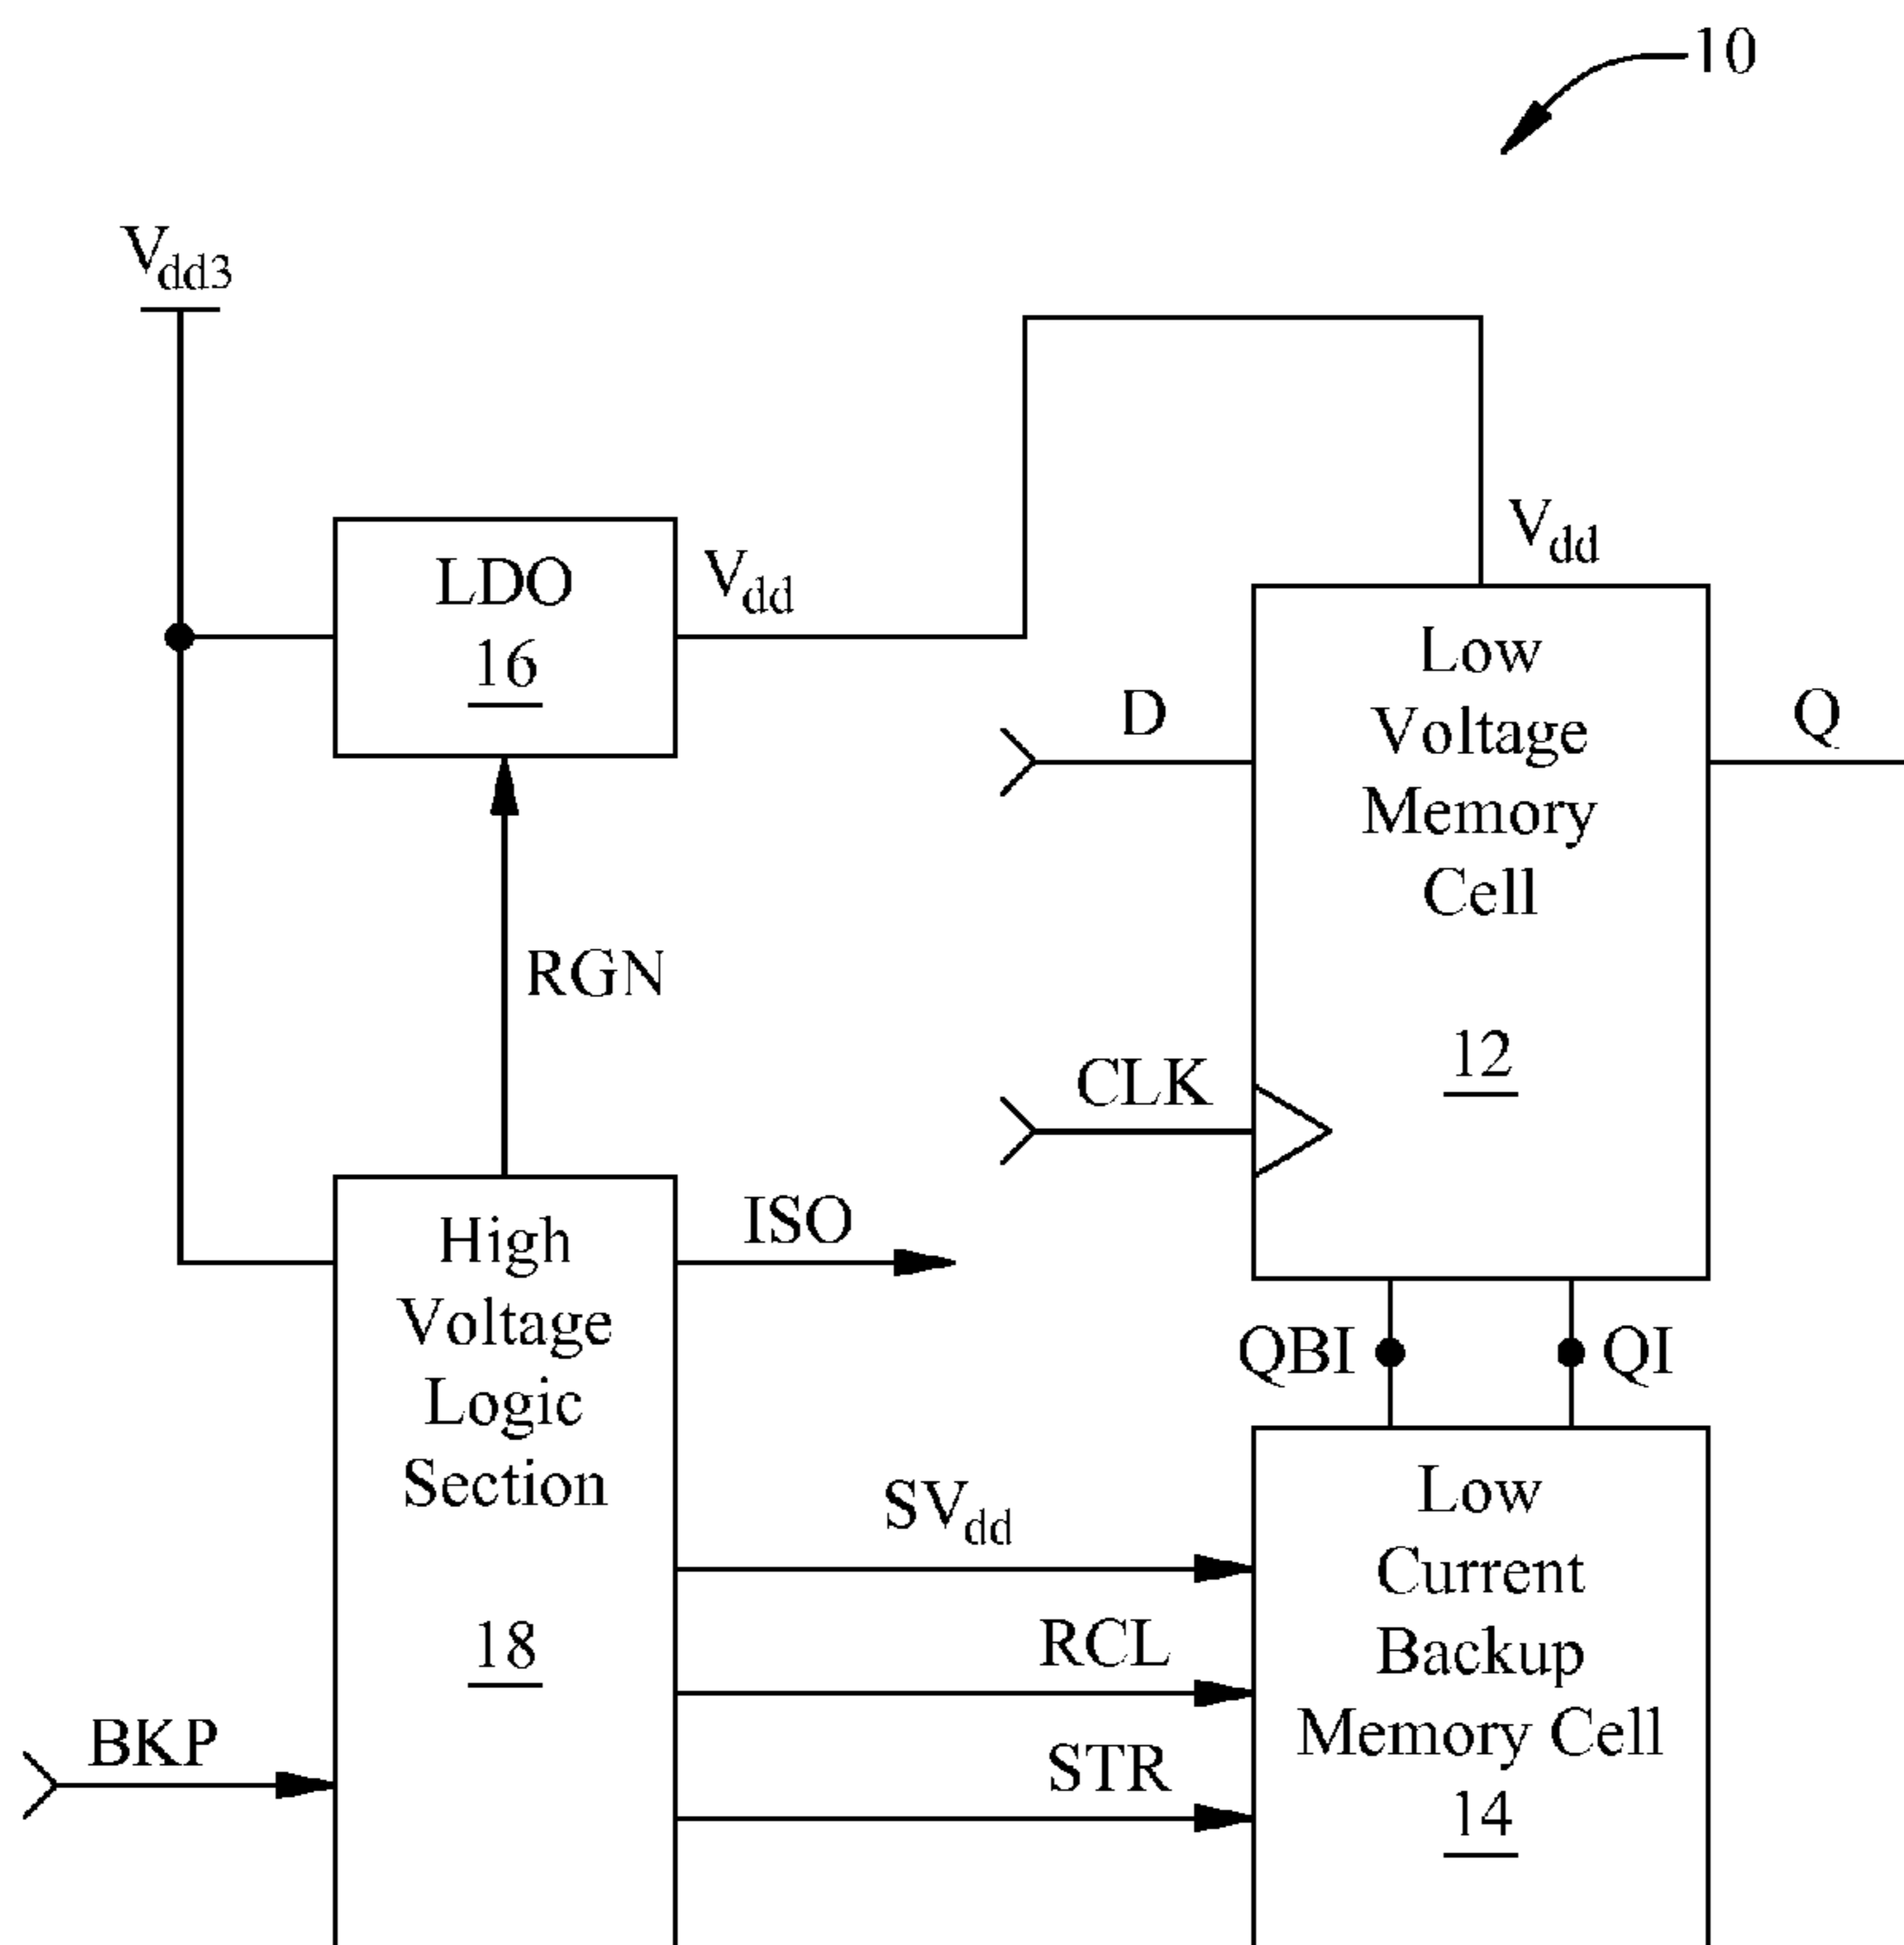 10
Vdd3
LDO
16
Vdd
Vdd
Low
Voltage
Memory
Cell
12
D
Q
RGN
CLK
High
Voltage
Logic
Section
18
ISO
QBI
QI
SVdd
RCL
STR
BKP
Low
Current
Backup
Memory Cell
14